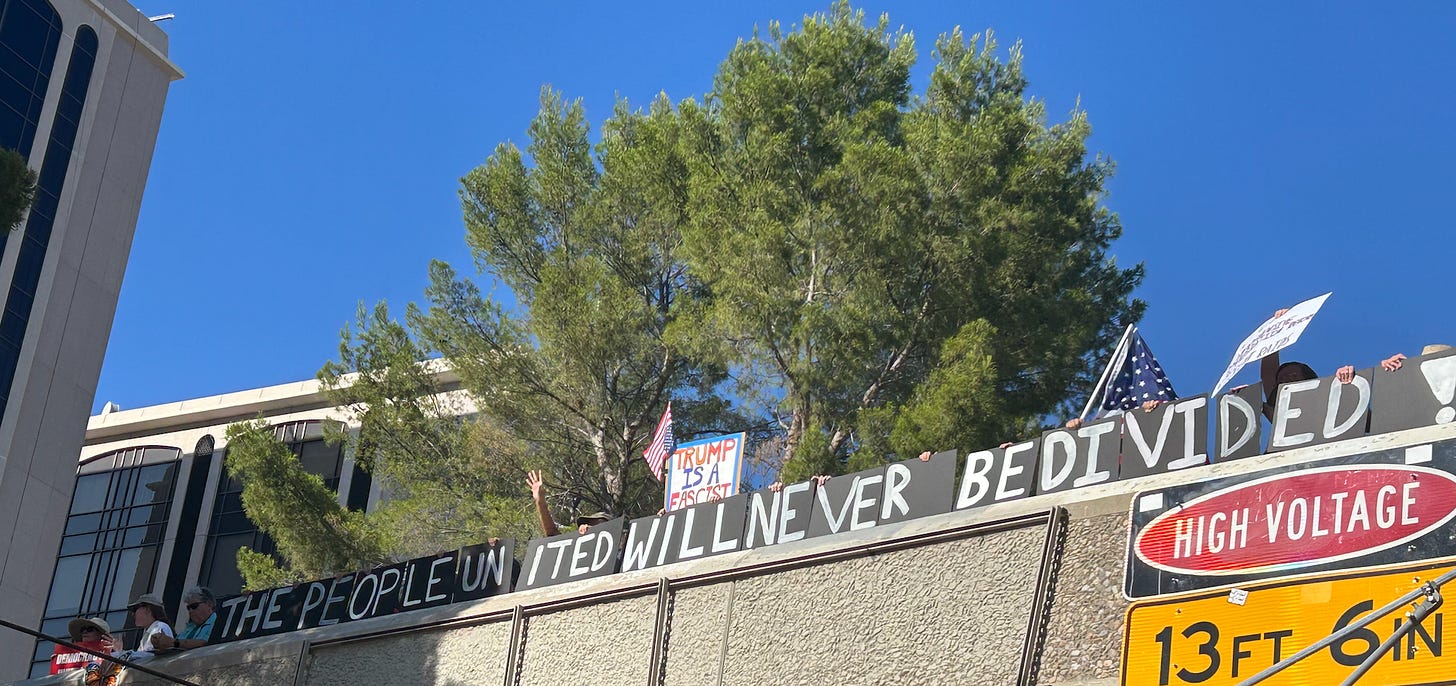 TRUMP
IS A
FASCIST
THE PEOPLE UNITED WILL NEVER BE DIVIDED!
HIGH VOLTAGE
13 FT 6 IN